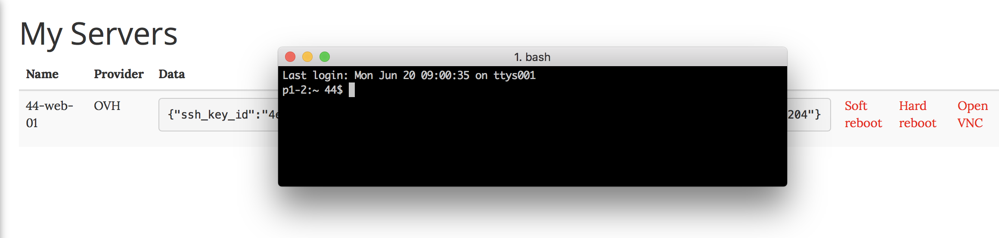 My Servers
1. bash
Last login: Mon Jun 20 09:00:35 on ttys001
p1-2:~ 44$
Name Provider Data
44-web-
01
OVH
{"ssh_key_id":"4e
204"}
Soft
reboot
Hard
reboot
Open
VNC